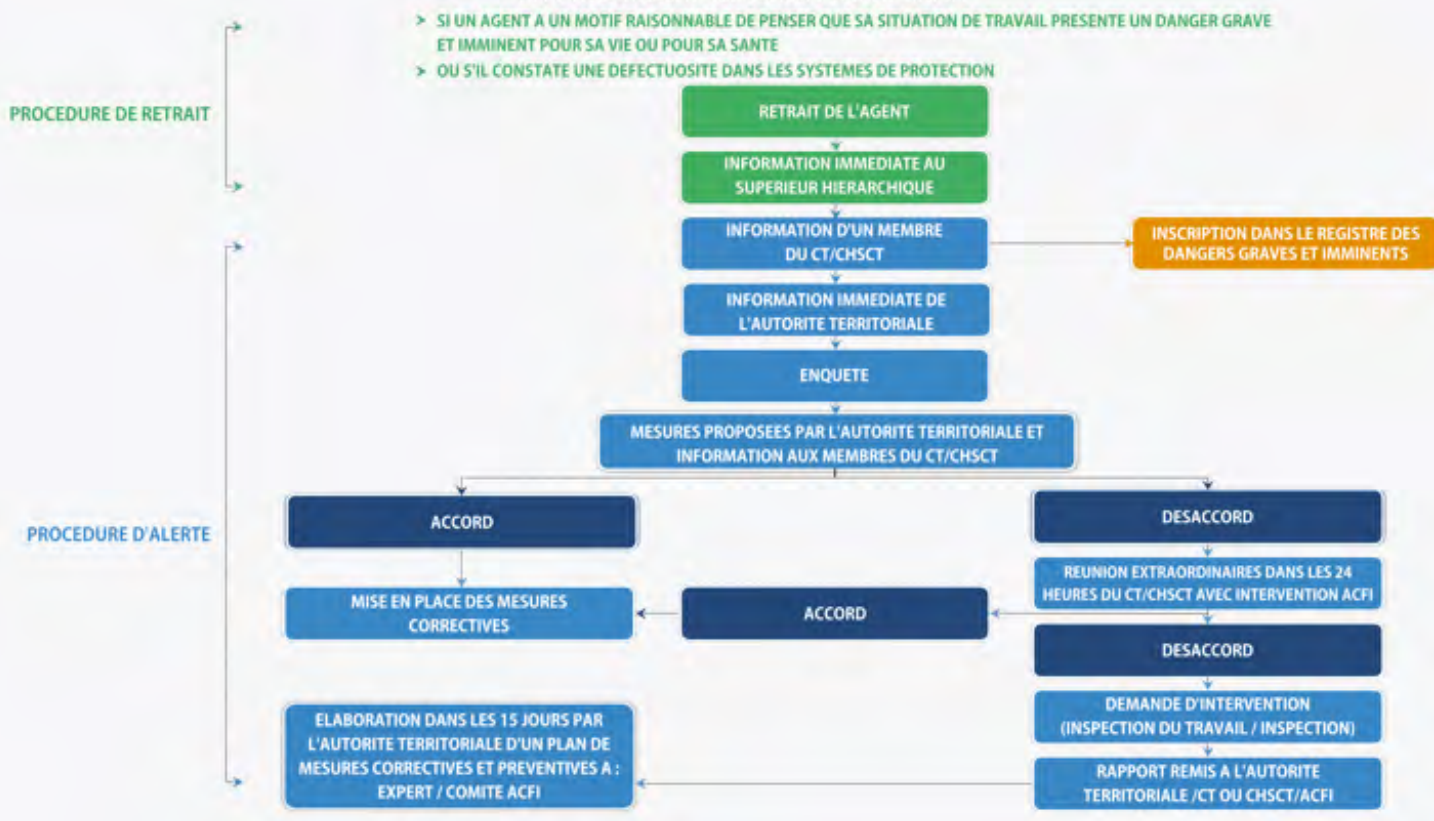 > SI UN AGENT A UN MOTIF RAISONNABLE DE PENSER QUE SA SITUATION DE TRAVAIL PRESENTE UN DANGER GRAVE
ET IMMINENT POUR SA VIE OU POUR SA SANTE
> OU S'IL CONSTATE UNE DEFECTUOSITE DANS LES SYSTEMES DE PROTECTION
PROCEDURE DE RETRAIT
RETRAIT DE L'AGENT
INFORMATION IMMEDIATE AU
SUPERIEUR HIERARCHIQUE
INFORMATION D'UN MEMBRE
DU CT/CHSCT
INSCRIPTION DANS LE REGISTRE DES
DANGERS GRAVES ET IMMINENTS
INFORMATION IMMEDIATE DE
L'AUTORITE TERRITORIALE
ENQUETE
MESURES PROPOSEES PAR L'AUTORITE TERRITORIALE ET
INFORMATION AUX MEMBRES DU CT/CHSCT
PROCEDURE D'ALERTE
ACCORD
DESACCORD
REUNION EXTRAORDINAIRES DANS LES 24
HEURES DU CT/CHSCT AVEC INTERVENTION ACFI
MISE EN PLACE DES MESURES
CORRECTIVES
ACCORD
DESACCORD
DEMANDE D'INTERVENTION
(INSPECTION DU TRAVAIL / INSPECTION)
ELABORATION DANS LES 15 JOURS PAR
L'AUTORITE TERRITORIALE D'UN PLAN DE
MESURES CORRECTIVES ET PREVENTIVES A :
EXPERT / COMITE ACFI
RAPPORT REMIS A L'AUTORITE
TERRITORIALE /CT OU CHSCT/ACFI